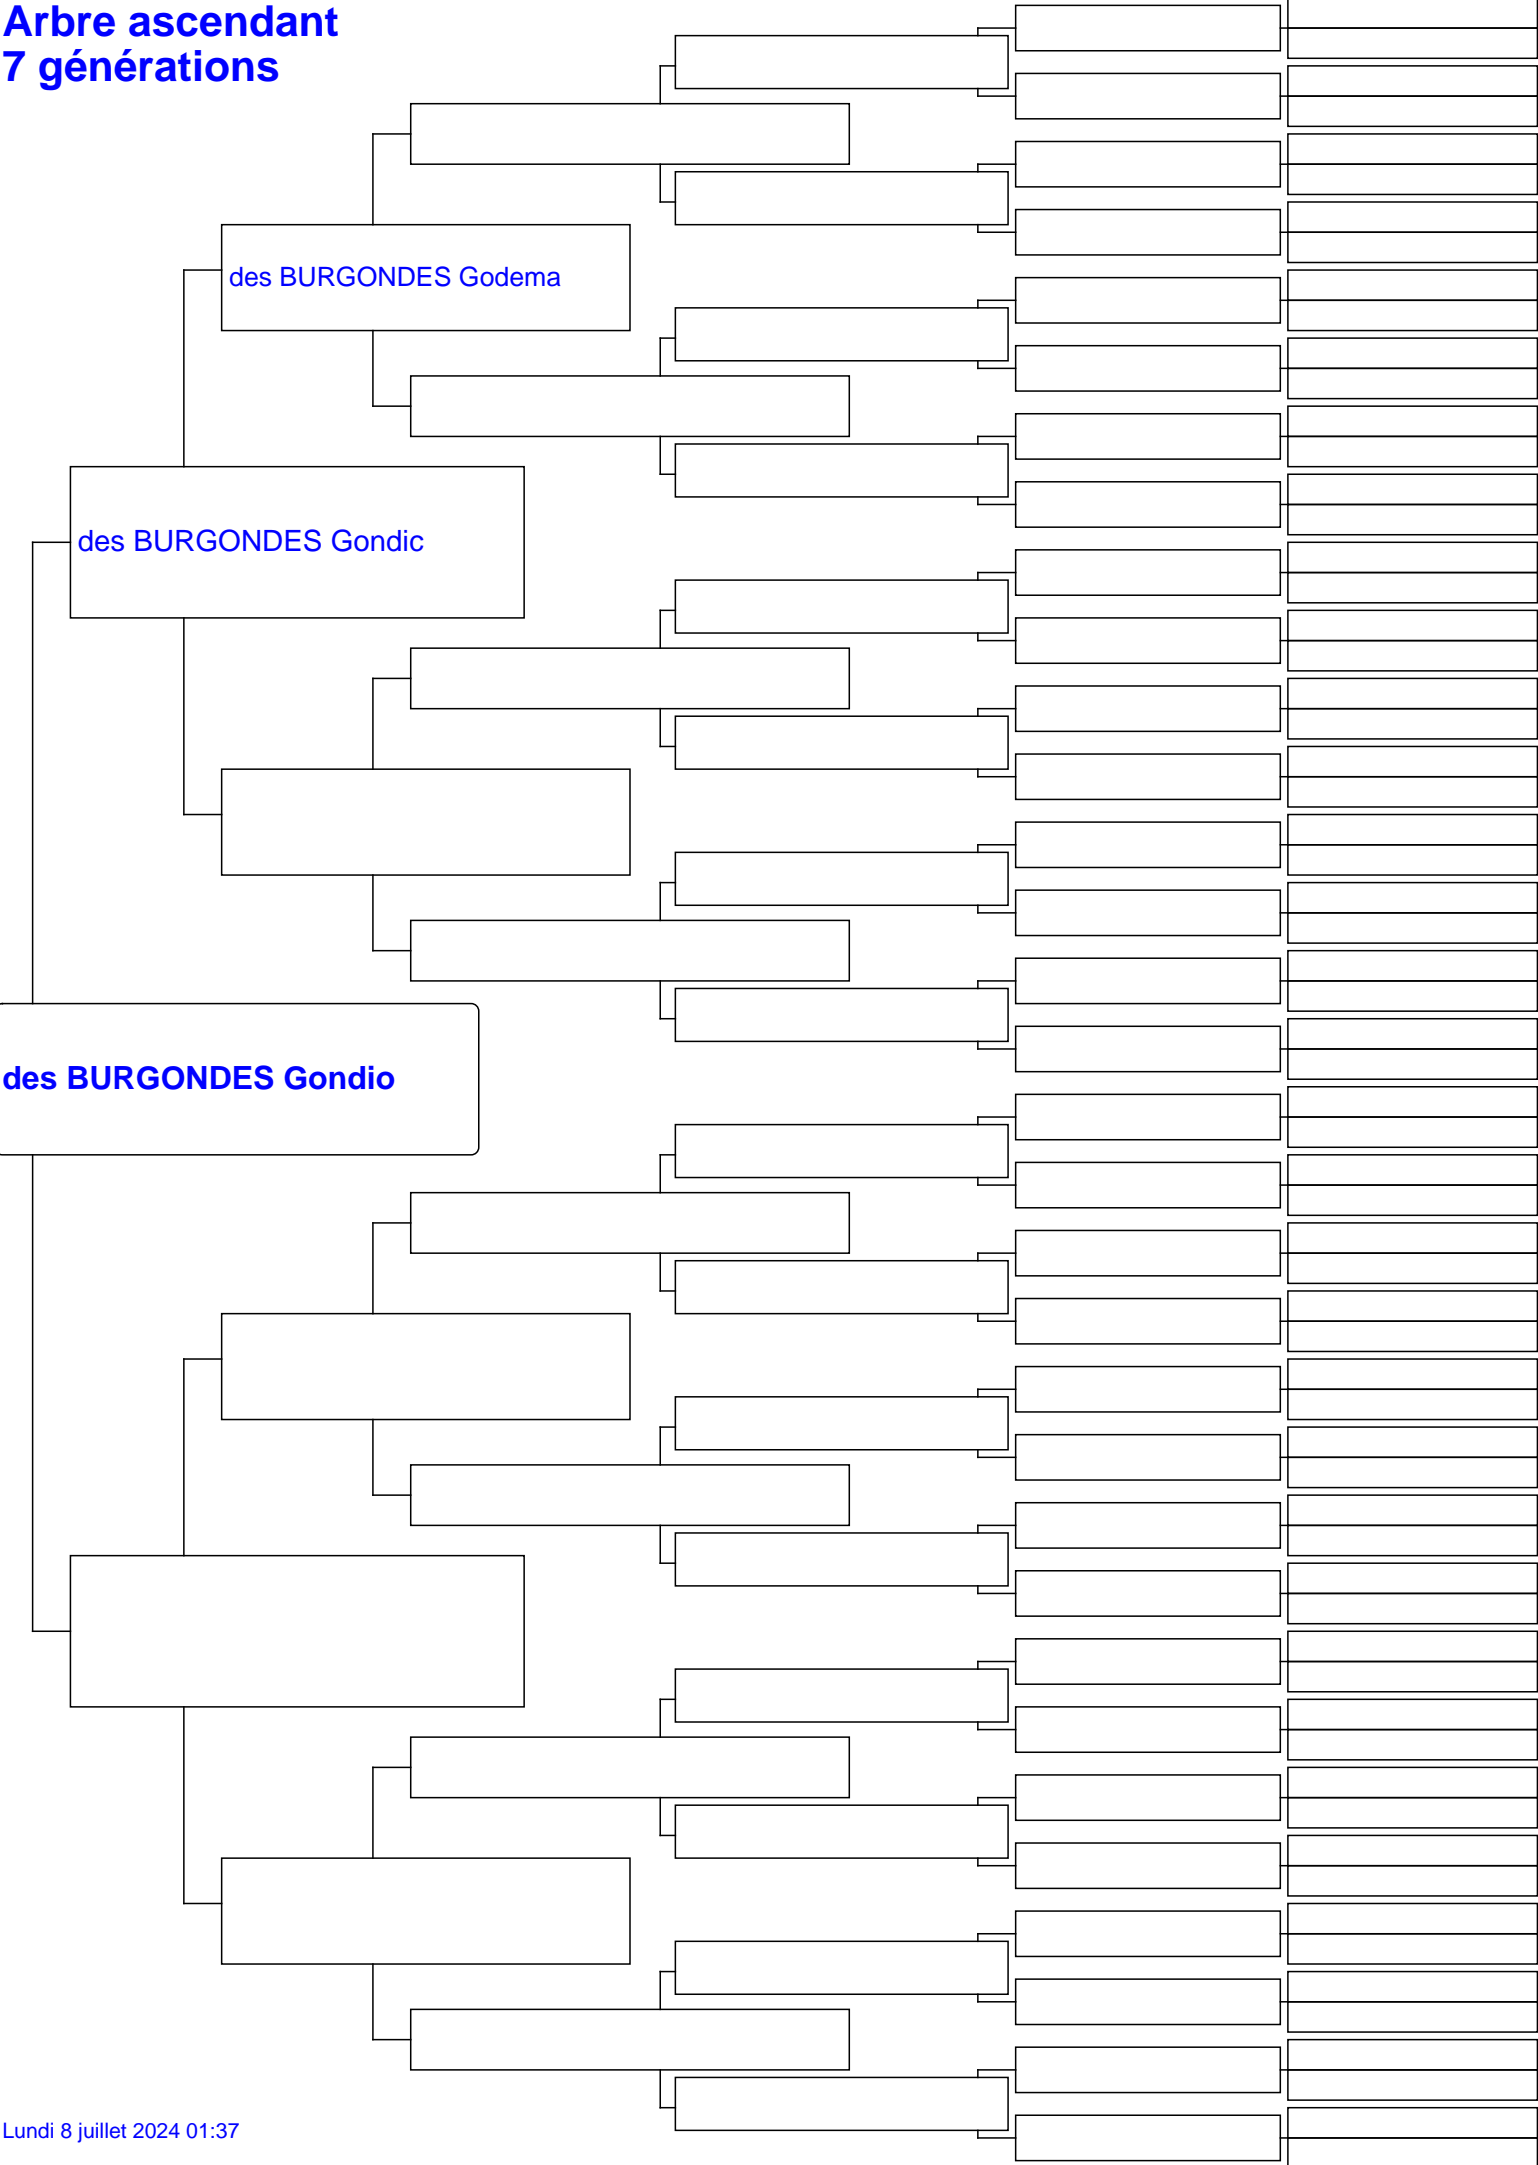 Arbre ascendant
7 générations
des BURGONDES Godema
des BURGONDES Gondic
des BURGONDES Gondio
Lundi 8 juillet 2024 01:37